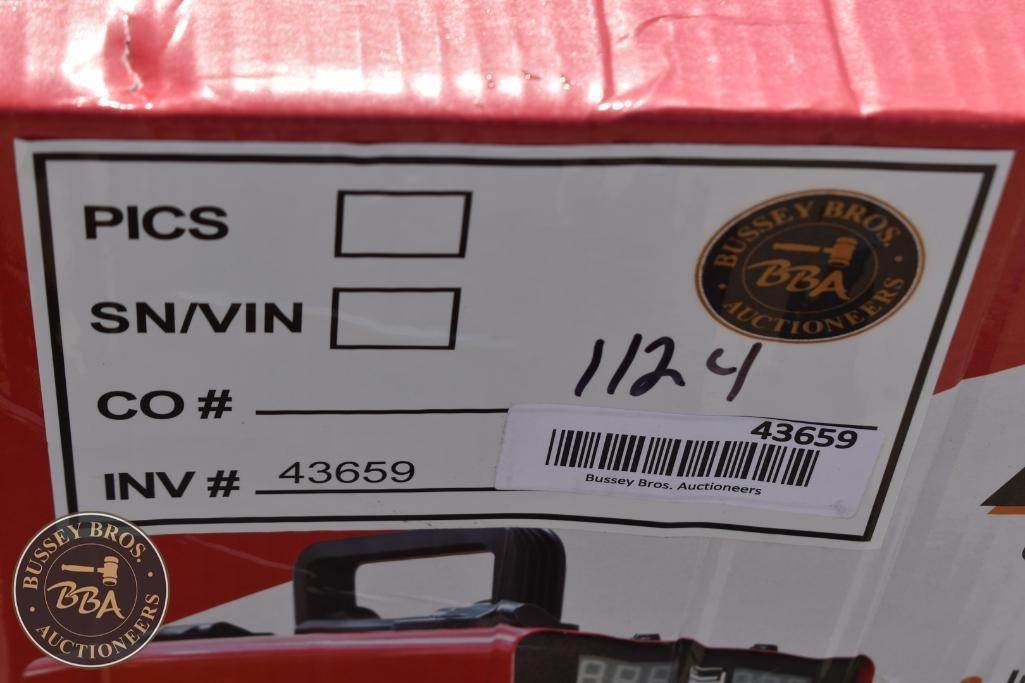 PICS
BUSSEY BROS.
BBA
AUCTIONEERS
SN/VIN
1124
CO #
43659
INV # 43659
Bussey Bros. Auctioneers
BUSSEY BROS.
BBA
AUCTIONEERS